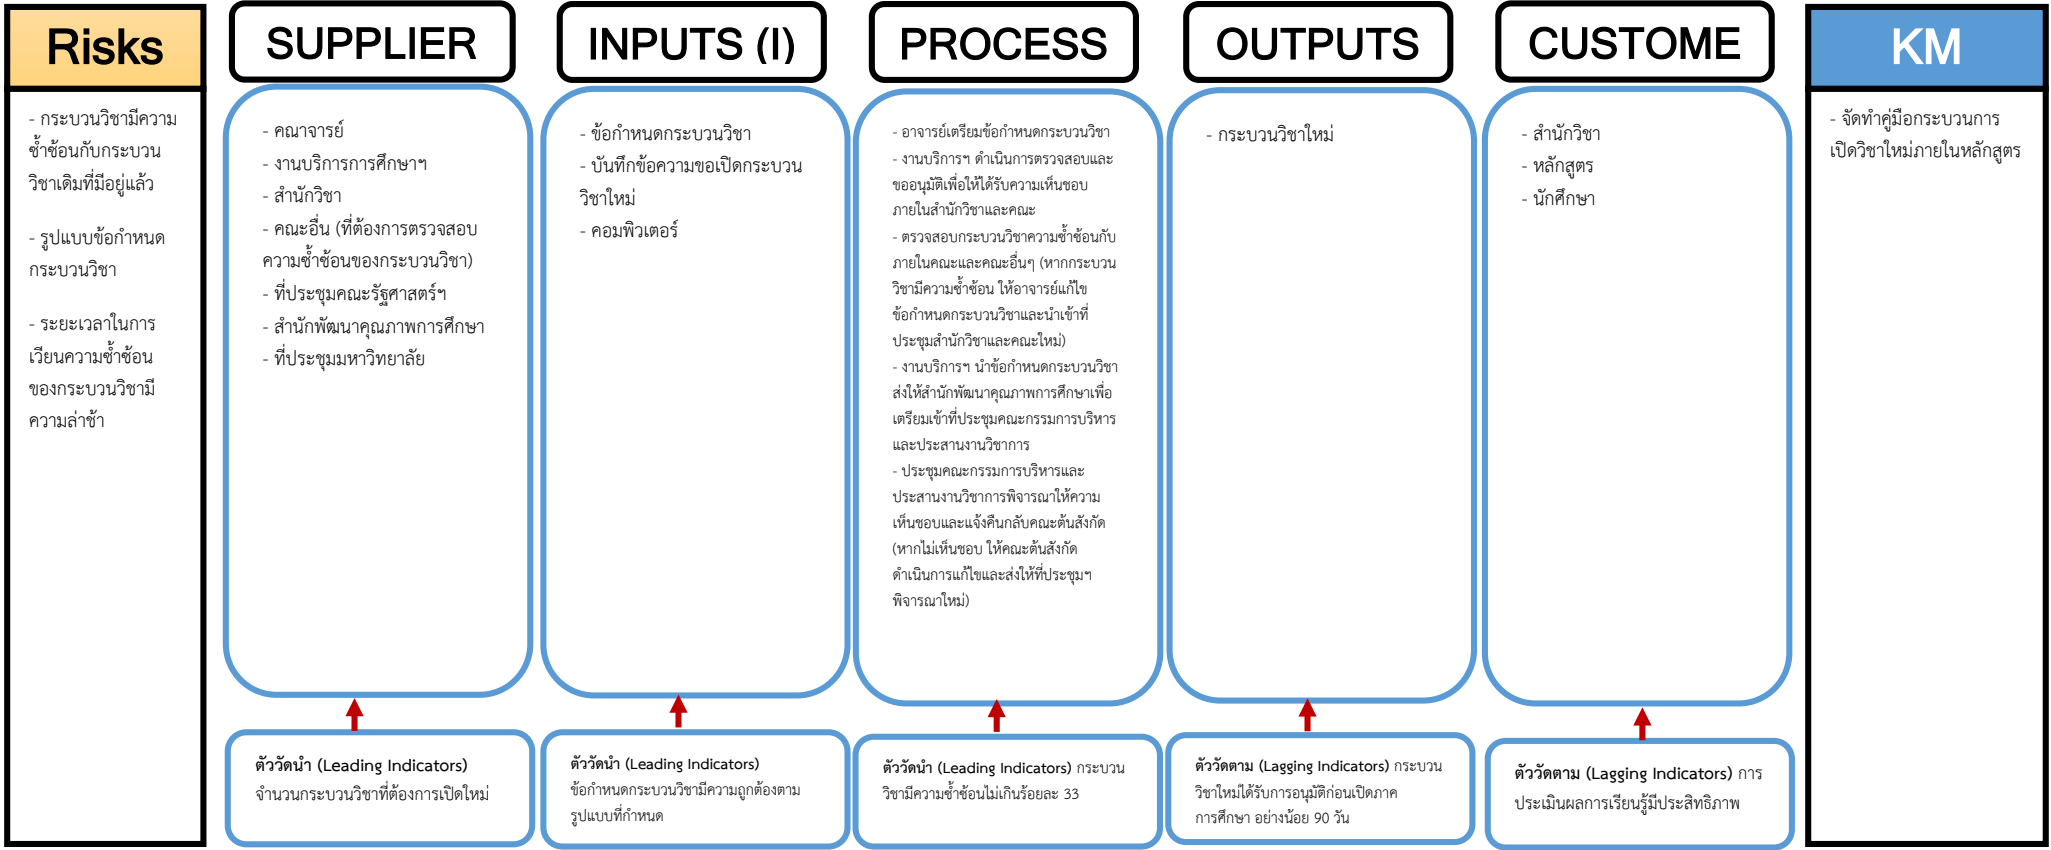 Risks
- กระบวนวิชามีความ
ซ้ำซ้อนกับกระบวน
วิชาเดิมที่มีอยู่แล้ว
- รูปแบบข้อกำหนด
กระบวนวิชา
- ระยะเวลาในการ
เวียนความซ้ำซ้อน
ของกระบวนวิชามี
ความล่าช้า
SUPPLIER
- คณาจารย์
- งานบริการการศึกษาฯ
- สำนักวิชา
- คณะอื่น (ที่ต้องการตรวจสอบ
ความซ้ำซ้อนของกระบวนวิชา)
- ที่ประชุมคณะรัฐศาสตร์ฯ
- สำนักพัฒนาคุณภาพการศึกษา
- ที่ประชุมมหาวิทยาลัย
ตัววัดนำ (Leading Indicators)
จำนวนกระบวนวิชาที่ต้องการเปิดใหม่
INPUTS (I)
- ข้อกำหนดกระบวนวิชา
- บันทึกข้อความขอเปิดกระบวน
วิชาใหม่
- คอมพิวเตอร์
ตัววัดนำ (Leading Indicators)
ข้อกำหนดกระบวนวิชามีความถูกต้องตาม
รูปแบบที่กำหนด
PROCESS
- อาจารย์เตรียมข้อกำหนดกระบวนวิชา
- งานบริการฯ ดำเนินการตรวจสอบและ
ขออนุมัติเพื่อให้ได้รับความเห็นชอบ
ภายในสำนักวิชาและคณะ
- ตรวจสอบกระบวนวิชาความซ้ำซ้อนกับ
ภายในคณะและคณะอื่นๆ (หากกระบวน
วิชามีความซ้ำซ้อน ให้อาจารย์แก้ไข
ข้อกำหนดกระบวนวิชาและนำเข้าที่
ประชุมสำนักวิชาและคณะใหม่)
- งานบริการฯ นำข้อกำหนดกระบวนวิชา
ส่งให้สำนักพัฒนาคุณภาพการศึกษาเพื่อ
เตรียมเข้าที่ประชุมคณะกรรมการบริหาร
และประสานงานวิชาการ
- ประชุมคณะกรรมการบริหารและ
ประสานงานวิชาการพิจารณาให้ความ
เห็นชอบและแจ้งคืนกลับคณะต้นสังกัด
(หากไม่เห็นชอบ ให้คณะต้นสังกัด
ดำเนินการแก้ไขและส่งให้ที่ประชุมฯ
พิจารณาใหม่)
ตัววัดนำ (Leading Indicators) กระบวน
วิชามีความซ้ำซ้อนไม่เกินร้อยละ 33
OUTPUTS
- กระบวนวิชาใหม่
ตัววัดตาม (Lagging Indicators) กระบวน
วิชาใหม่ได้รับการอนุมัติก่อนเปิดภาค
การศึกษา อย่างน้อย 90 วัน
CUSTOME
- สำนักวิชา
- หลักสูตร
- นักศึกษา
ตัววัดตาม (Lagging Indicators) การ
ประเมินผลการเรียนรู้มีประสิทธิภาพ
KM
- จัดทำคู่มือกระบวนการ
เปิดวิชาใหม่ภายในหลักสูตร